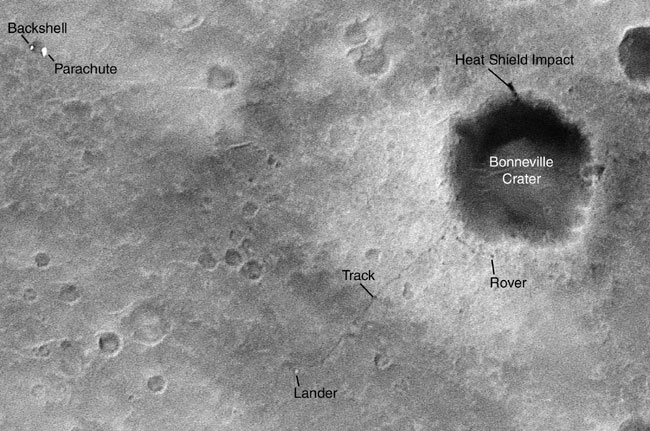 Backshell
Parachute
Heat Shield Impact
Bonneville
Crater
Track
Rover
Lander